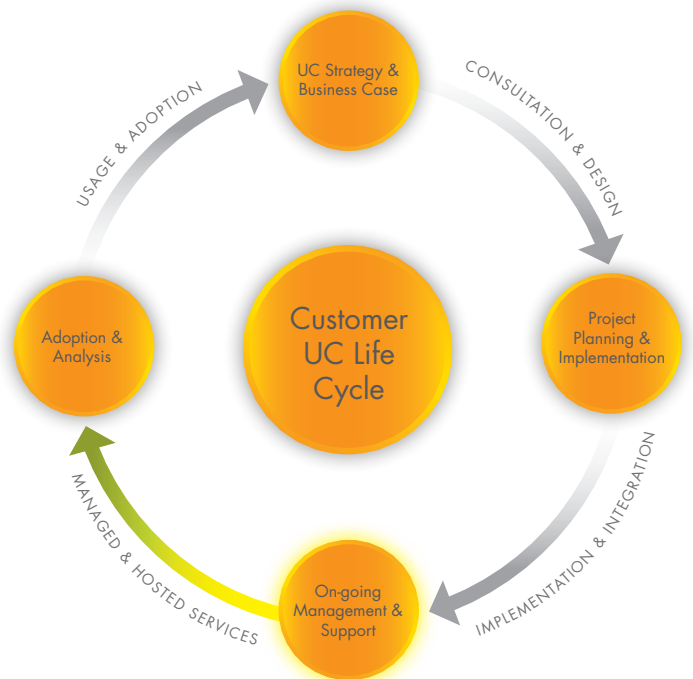 UC Strategy &
Business Case
CONSULTATION & DESIGN
Project
Planning &
Implementation
IMPLEMENTATION & INTEGRATION
On-going
Management &
Support
MANAGED & HOSTED SERVICES
Adoption &
Analysis
USAGE & ADOPTION
Customer
UC Life
Cycle